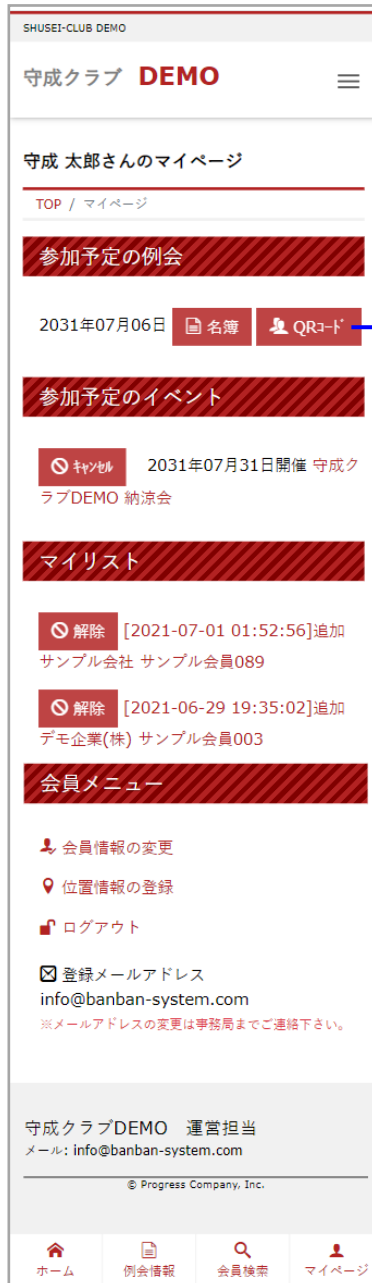 SHUSEI-CLUB DEMO
守成クラブ DEMO
守成 太郎さんのマイページ
TOP / マイページ
参加予定の例会
2031年07月06日 名簿 QRｺｰﾄﾞ
参加予定のイベント
ｷｬﾝｾﾙ 2031年07月31日開催 守成ク
ラブDEMO 納涼会
マイリスト
解除 [2021-07-01 01:52:56]追加
サンプル会社 サンプル会員089
解除 [2021-06-29 19:35:02]追加
デモ企業(株) サンプル会員003
会員メニュー
会員情報の変更
位置情報の登録
ログアウト
登録メールアドレス
info@banban-system.com
※メールアドレスの変更は事務局までご連絡下さい。
守成クラブDEMO　運営担当
メール: info@banban-system.com
© Progress Company, Inc.
ホーム 例会情報 会員検索 マイページ